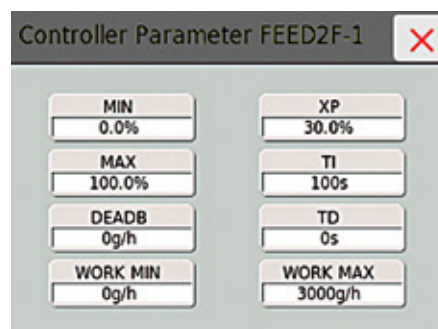 Controller Parameter FEED2F-1
MIN
0.0%
XP
30.0%
MAX
100.0%
TI
100s
DEADB
0g/h
TD
0s
WORK MIN
0g/h
WORK MAX
3000g/h